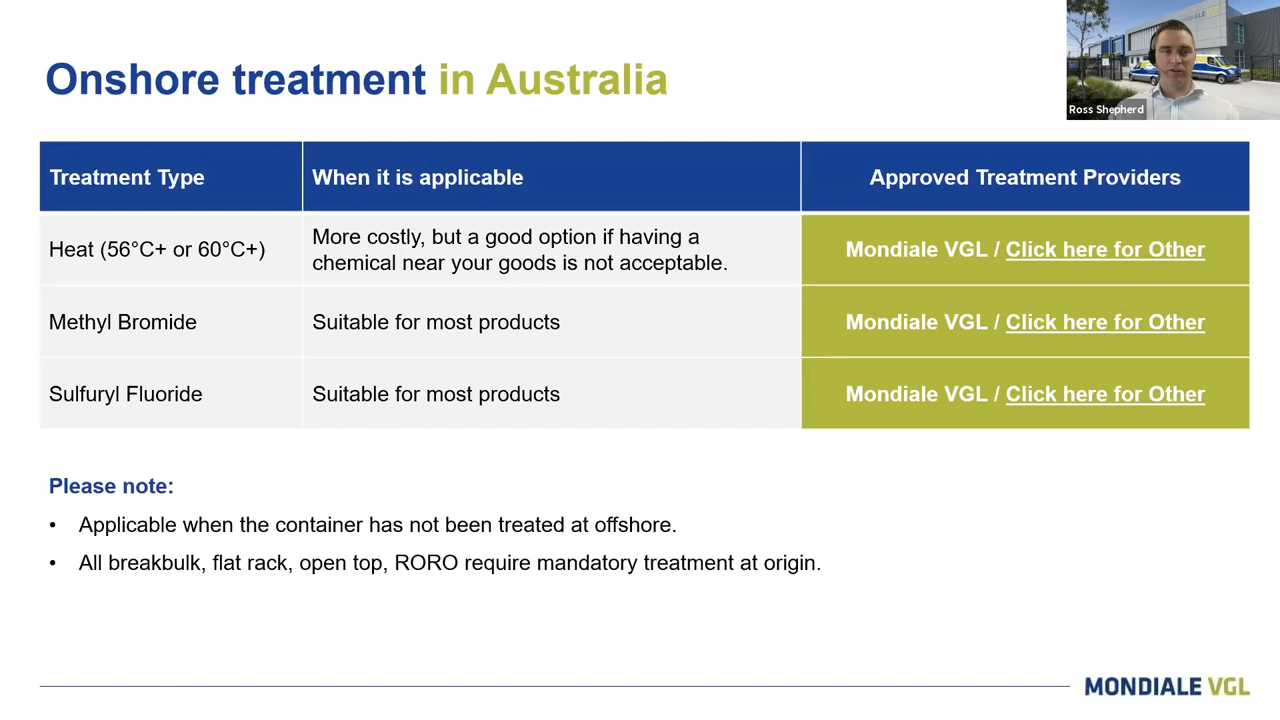 Onshore treatment in Australia
Ross Shepherd
Treatment Type
When it is applicable
Approved Treatment Providers
Heat (56°C+ or 60°C+)
More costly, but a good option if having a
chemical near your goods is not acceptable.
Mondiale VGL / Click here for Other
Methyl Bromide
Suitable for most products
Mondiale VGL / Click here for Other
Sulfuryl Fluoride
Suitable for most products
Mondiale VGL / Click here for Other
Please note:
• Applicable when the container has not been treated at offshore.
• All breakbulk, flat rack, open top, RORO require mandatory treatment at origin.
MONDIALE VGL